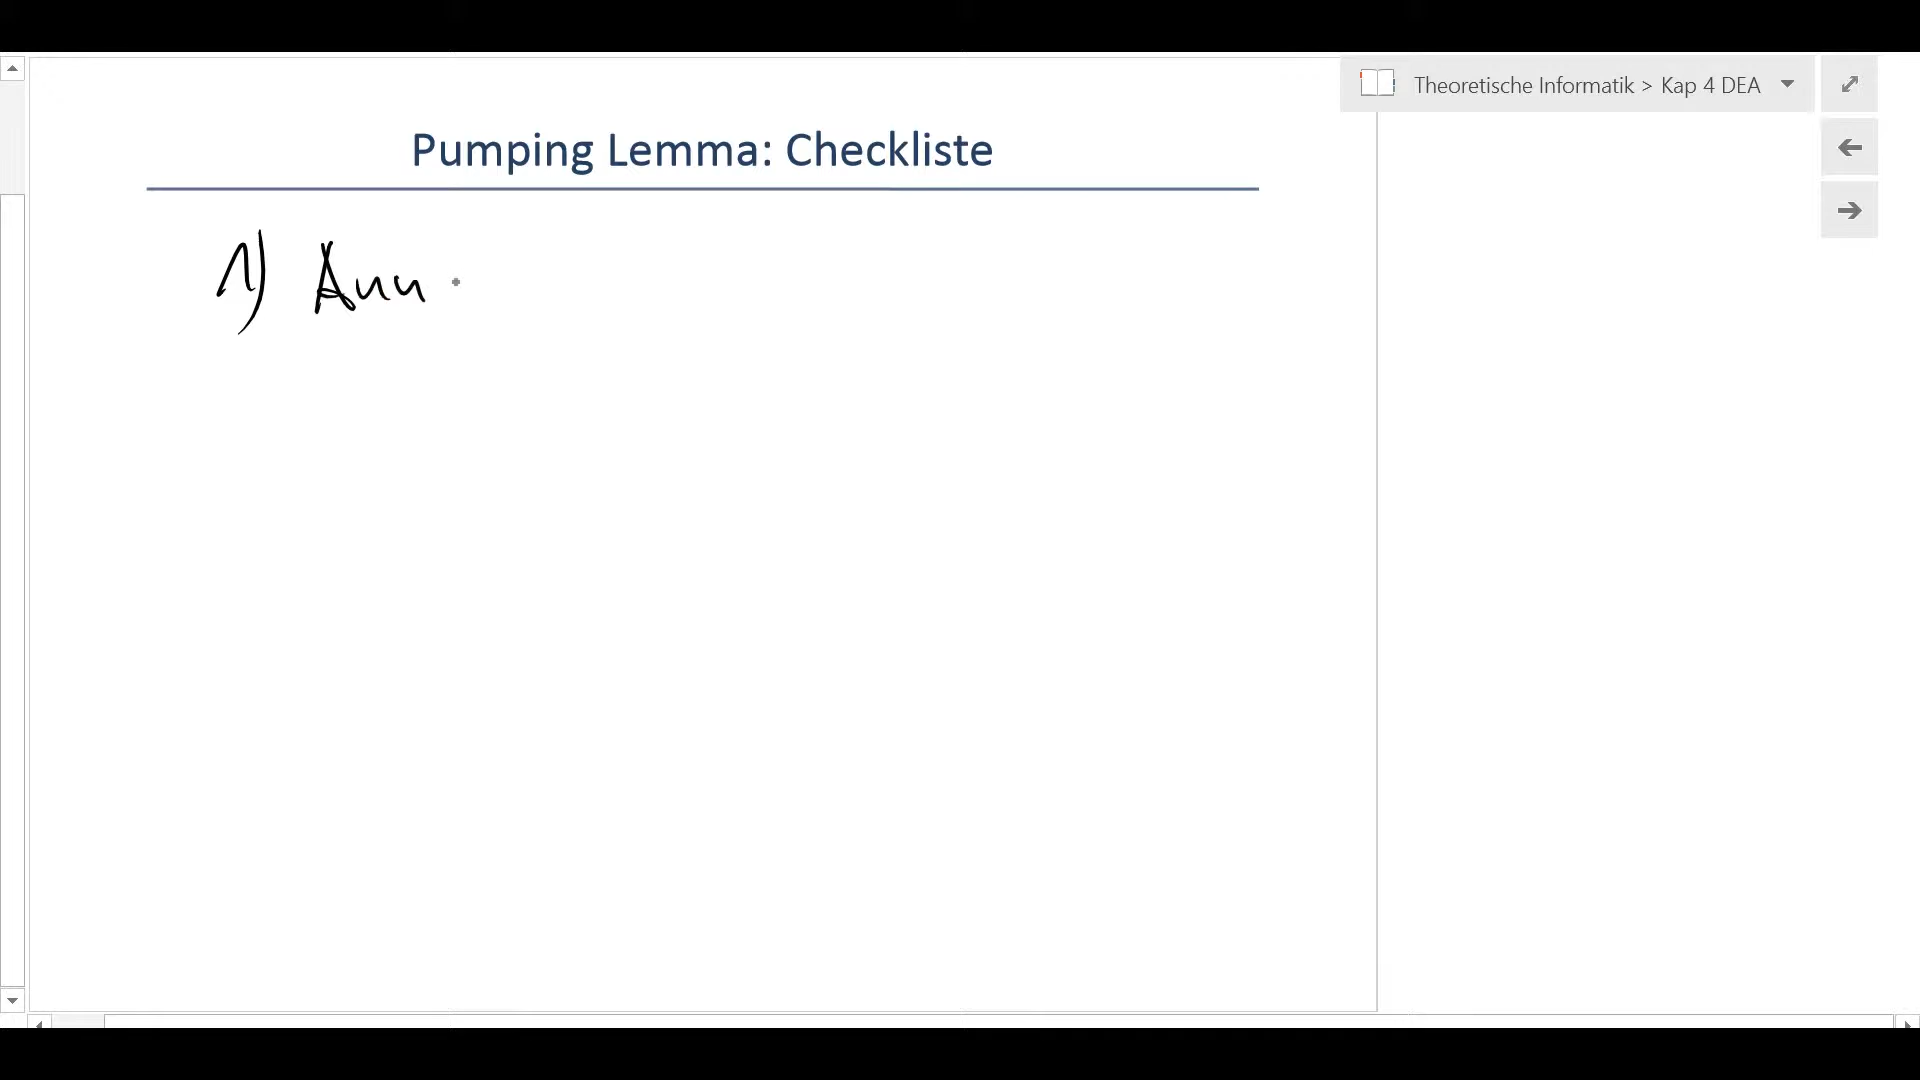 Theoretische Informatik > Kap 4 DEA
Pumping Lemma: Checkliste
1) Ann